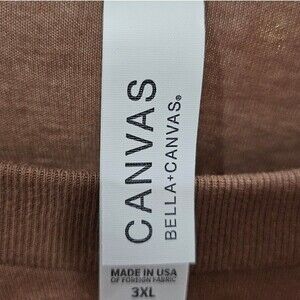 CANVAS
BELLA+CANVAS®
MADE IN USA
OF FOREIGN FABRIC
3XL